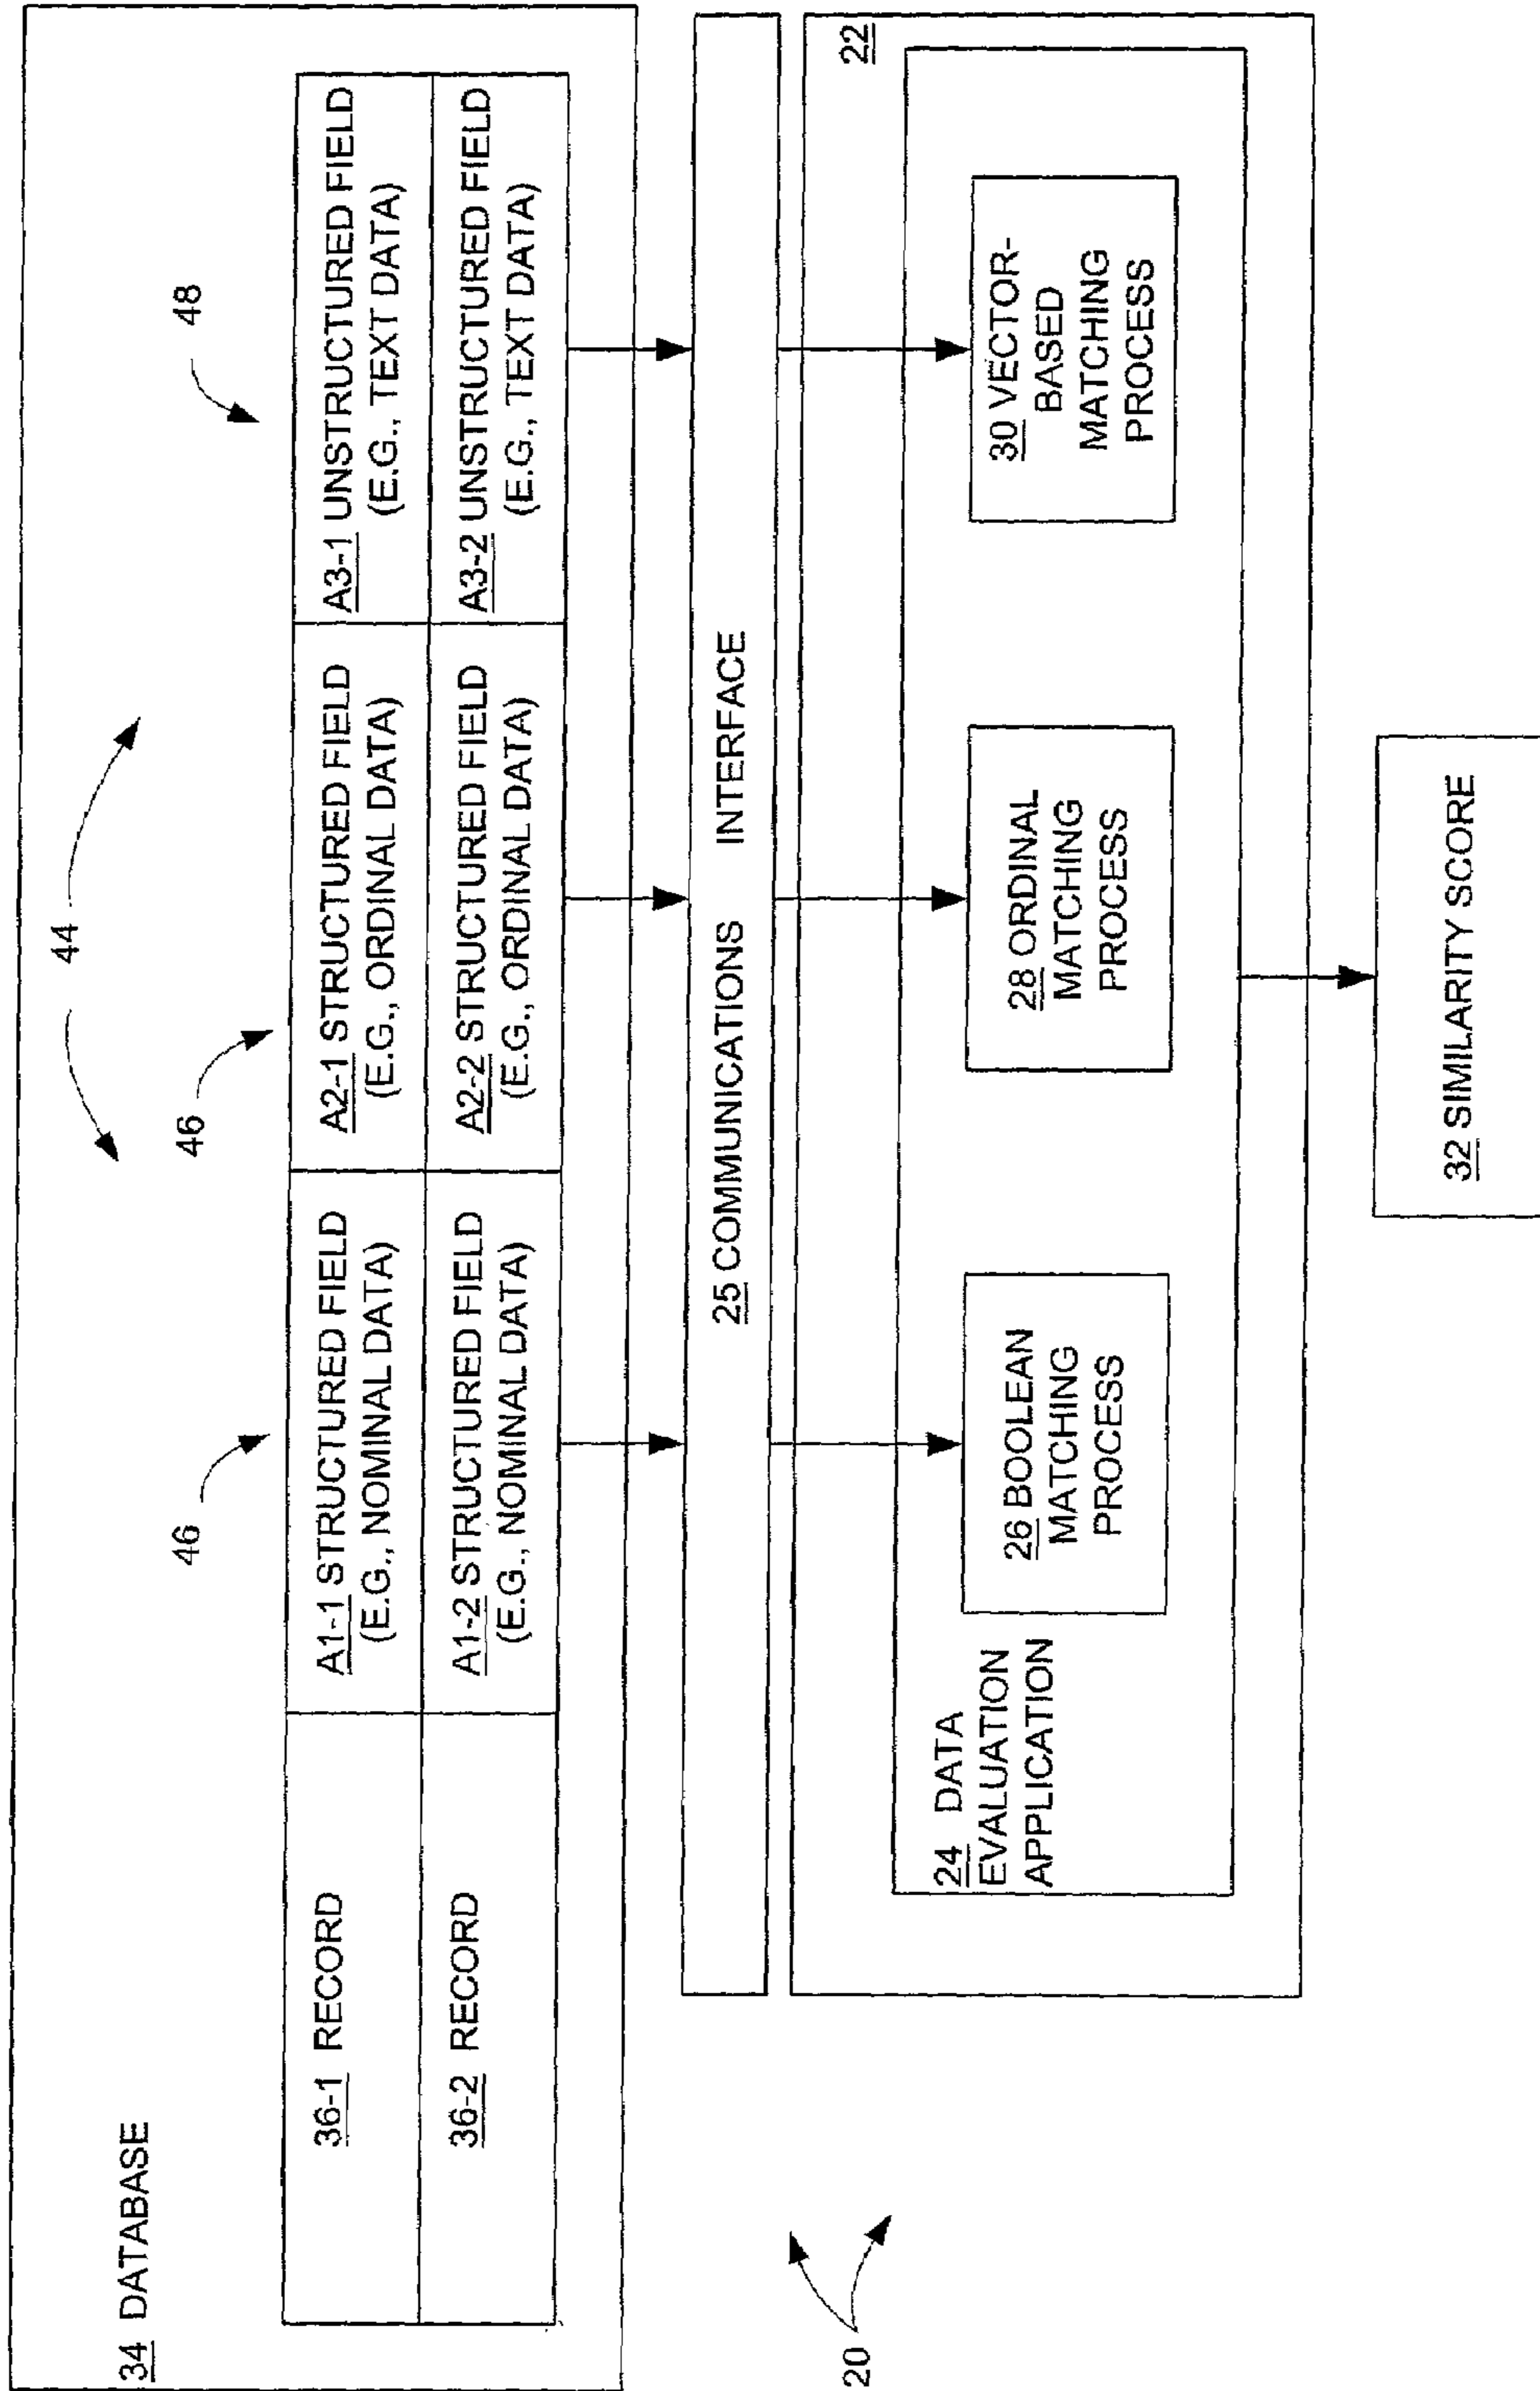 34 DATABASE
44
46
46
48
36-1 RECORD
A1-1 STRUCTURED FIELD
(E.G., NOMINAL DATA)
A2-1 STRUCTURED FIELD
(E.G., ORDINAL DATA)
A3-1 UNSTRUCTURED FIELD
(E.G., TEXT DATA)
36-2 RECORD
A1-2 STRUCTURED FIELD
(E.G., NOMINAL DATA)
A2-2 STRUCTURED FIELD
(E.G., ORDINAL DATA)
A3-2 UNSTRUCTURED FIELD
(E.G., TEXT DATA)
25 COMMUNICATIONS INTERFACE
20
22
24 DATA
EVALUATION
APPLICATION
26 BOOLEAN
MATCHING
PROCESS
28 ORDINAL
MATCHING
PROCESS
30 VECTOR-
BASED
MATCHING
PROCESS
32 SIMILARITY SCORE